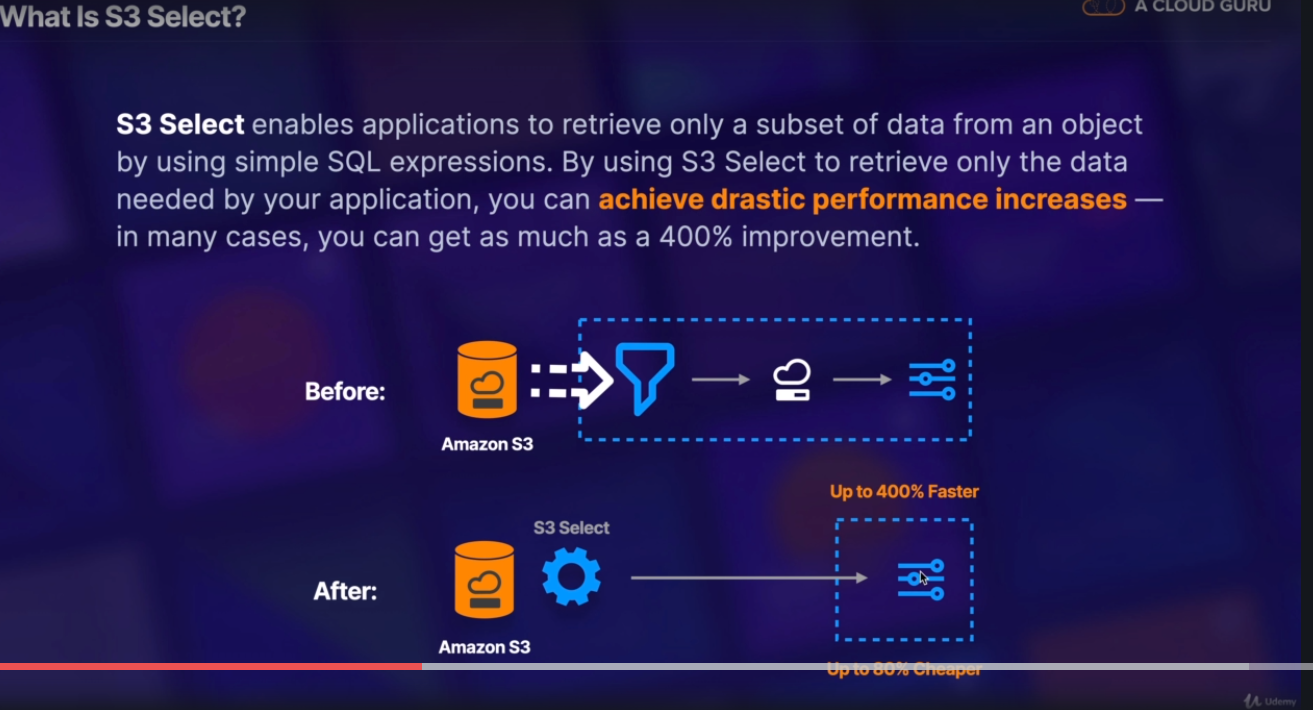 What Is S3 Select?
A CLOUD GURU
S3 Select enables applications to retrieve only a subset of data from an object
by using simple SQL expressions. By using S3 Select to retrieve only the data
needed by your application, you can achieve drastic performance increases —
in many cases, you can get as much as a 400% improvement.
Before:
Amazon S3
Up to 400% Faster
S3 Select
After:
Amazon S3
Up to 80% Cheaper
Udemy